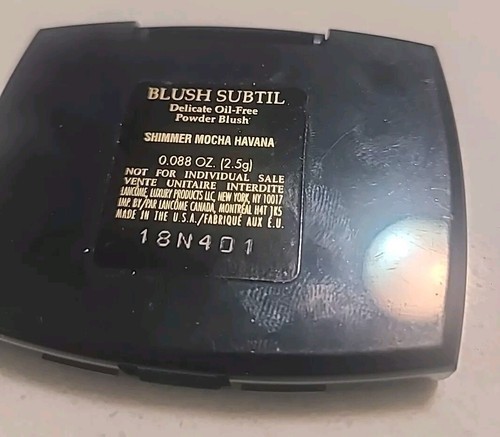 BLUSH SUBTIL
Delicate Oil-Free
Powder Blush
SHIMMER MOCHA HAVANA
0.088 OZ. (2.5g)
NOT FOR INDIVIDUAL SALE
VENTE UNITAIRE INTERDITE
LANCÔME, LUXURY PRODUCTS LLC, NEW YORK, NY 10017
IMP. BY/PAR LANCÔME CANADA, MONTRÉAL H4T 1K5
MADE IN THE U.S.A./FABRIQUÉ AUX É.U.
18N401